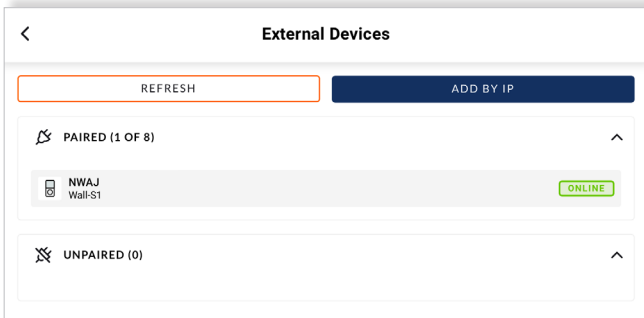 External Devices
REFRESH
ADD BY IP
PAIRED (1 OF 8)
NWAJ
Wall-S1
ONLINE
UNPAIRED (0)